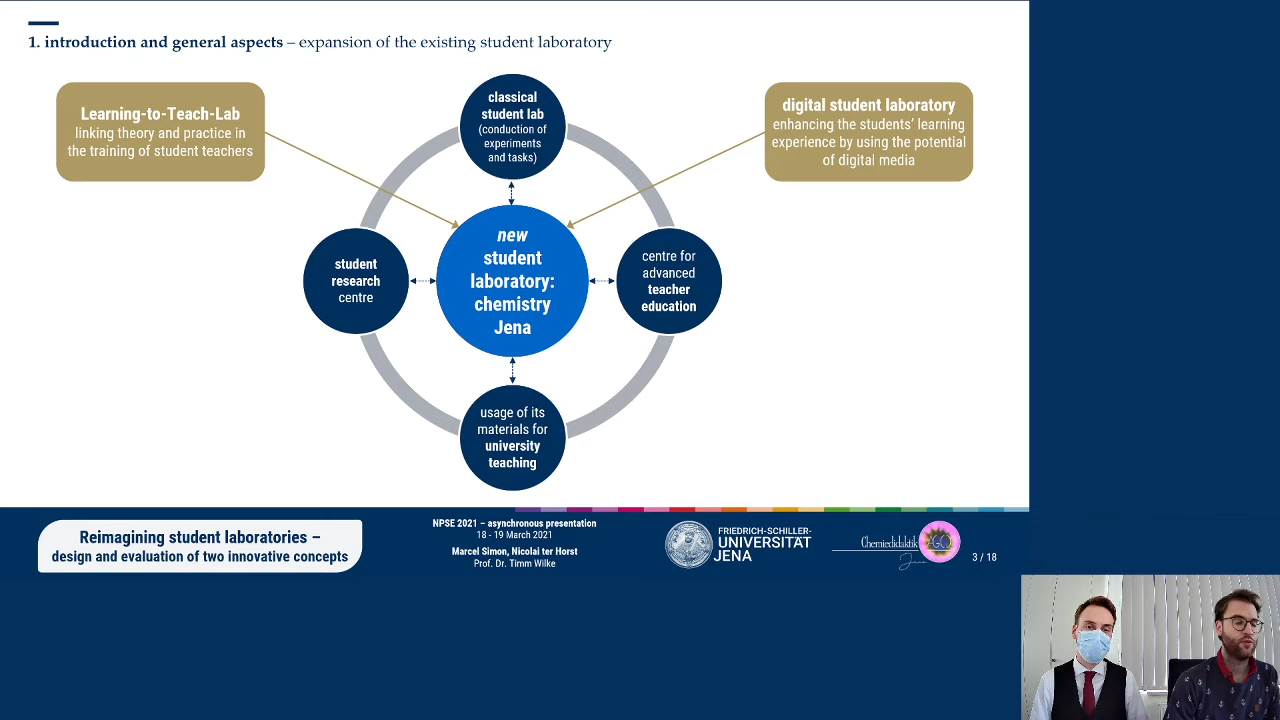 1. introduction and general aspects – expansion of the existing student laboratory
Learning-to-Teach-Lab
linking theory and practice in
the training of student teachers
classical
student lab
(conduction of
experiments
and tasks)
digital student laboratory
enhancing the students’ learning
experience by using the potential
of digital media
student
research
centre
new
student
laboratory:
chemistry
Jena
centre for
advanced
teacher
education
usage of its
materials for
university
teaching
Reimagining student laboratories –
design and evaluation of two innovative concepts
NPSE 2021 – asynchronous presentation
18 - 19 March 2021
Marcel Simon, Nicolai ter Horst
Prof. Dr. Timm Wilke
FRIEDRICH-SCHILLER-
UNIVERSITÄT
JENA
Chemiedidaktik
Jena
3 / 18